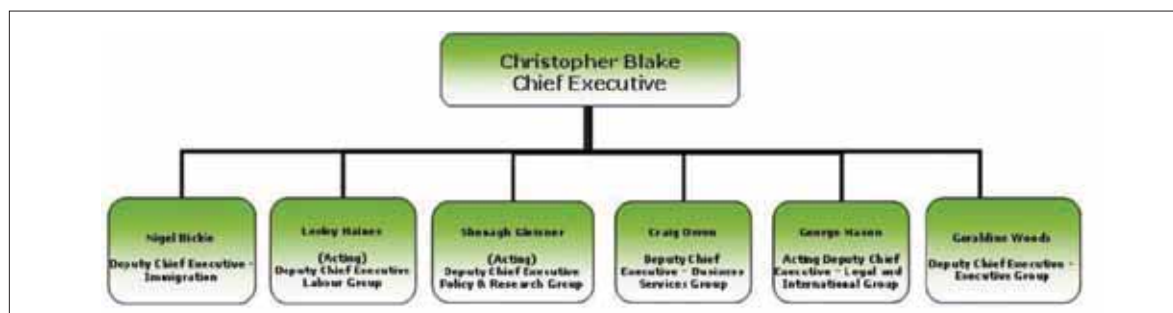 Christopher Blake
Chief Executive
Nigel Bickle
Deputy Chief Executive -
Immigration
Lesley Haines
(Acting)
Deputy Chief Executive
Labour Group
Shenagh Gleisner
(Acting)
Deputy Chief Executive
Policy & Research Group
Craig Owen
Deputy Chief
Executive - Business
Services Group
George Mason
Acting Deputy Chief
Executive - Legal and
International Group
Geraldine Woods
Deputy Chief Executive -
Executive Group